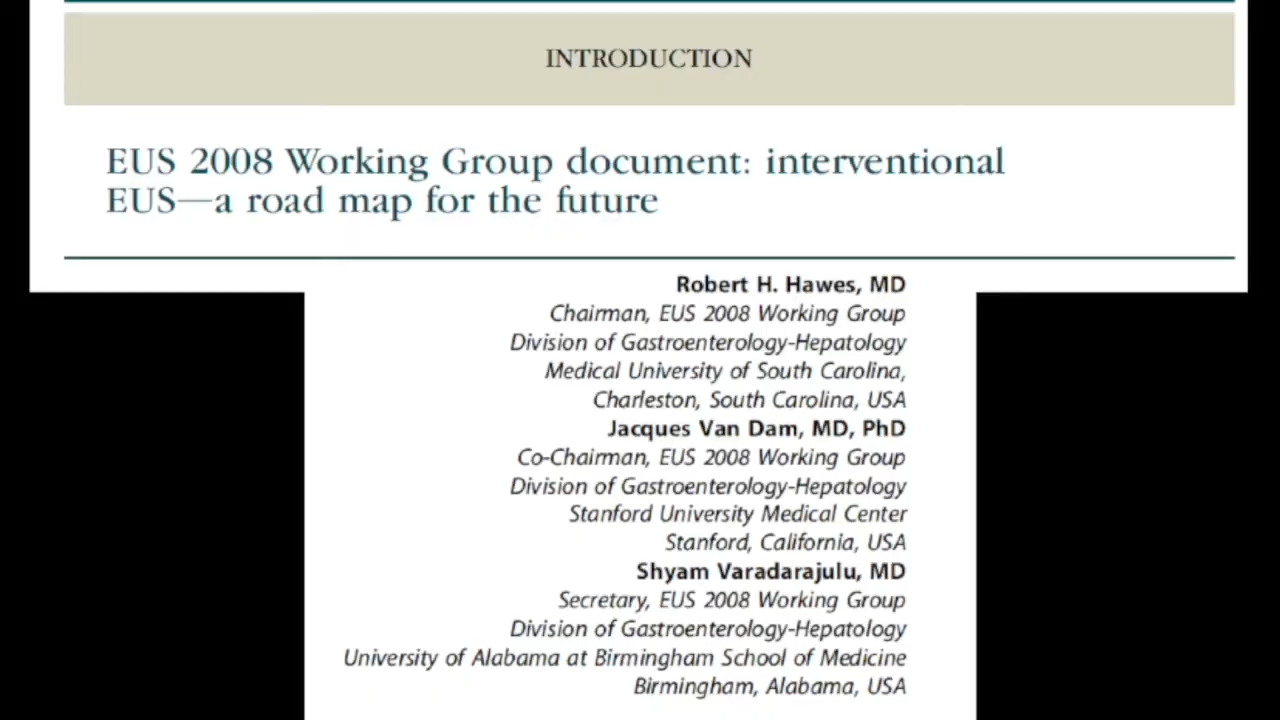 INTRODUCTION
EUS 2008 Working Group document: interventional
EUS—a road map for the future
Robert H. Hawes, MD
Chairman, EUS 2008 Working Group
Division of Gastroenterology-Hepatology
Medical University of South Carolina,
Charleston, South Carolina, USA
Jacques Van Dam, MD, PhD
Co-Chairman, EUS 2008 Working Group
Division of Gastroenterology-Hepatology
Stanford University Medical Center
Stanford, California, USA
Shyam Varadarajulu, MD
Secretary, EUS 2008 Working Group
Division of Gastroenterology-Hepatology
University of Alabama at Birmingham School of Medicine
Birmingham, Alabama, USA